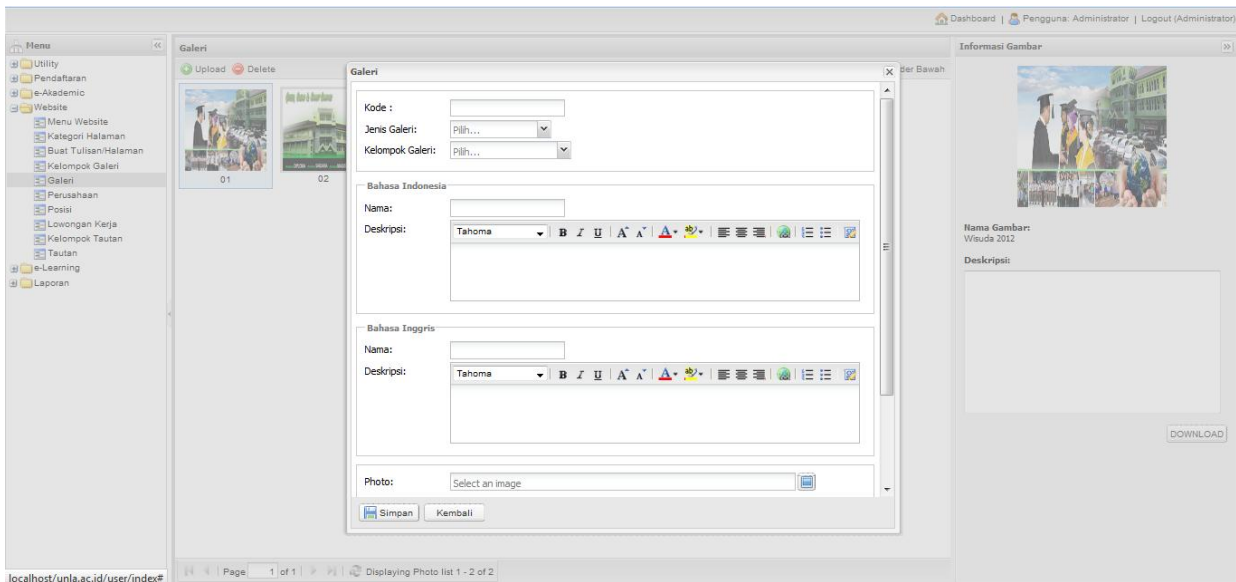 Dashboard | Pengguna: Administrator | Logout (Administrator)
Menu
Utility
Pendaftaran
e-Akademic
Website
Menu Website
Kategori Halaman
Buat Tulisan/Halaman
Kelompok Galeri
Galeri
Perusahaan
Posisi
Lowongan Kerja
Kelompok Tautan
Tautan
e-Learning
Laporan
Galeri
Upload Delete
der Bawah
01
02
Galeri
Kode :
Jenis Galeri: Pilih...
Kelompok Galeri: Pilih...
Bahasa Indonesia
Nama:
Deskripsi: Tahoma
Bahasa Inggris
Nama:
Deskripsi: Tahoma
Photo: Select an image
Simpan Kembali
Informasi Gambar
Nama Gambar:
Wisuda 2012
Deskripsi:
DOWNLOAD
Page 1 of 1 Displaying Photo list 1 - 2 of 2
localhost/unla.ac.id/user/index#